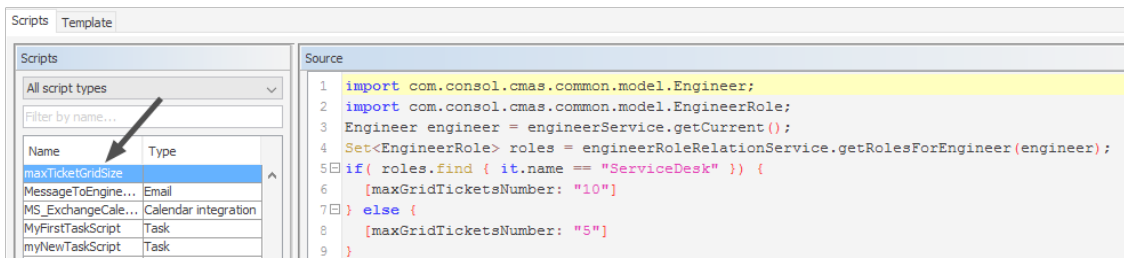 Scripts Template
Scripts
All script types
Filter by name...
Name Type
maxTicketGridSize
MessageToEngine... Email
MS_ExchangeCale... Calendar integration
MyFirstTaskScript Task
myNewTaskScript Task
Source
1 import com.consol.cmas.common.model.Engineer;
2 import com.consol.cmas.common.model.EngineerRole;
3 Engineer engineer = engineerService.getCurrent();
4 Set<EngineerRole> roles = engineerRoleRelationService.getRolesForEngineer(engineer);
5 if( roles.find { it.name == "ServiceDesk" }) {
6 [maxGridTicketsNumber: "10"]
7 } else {
8 [maxGridTicketsNumber: "5"]
9 }